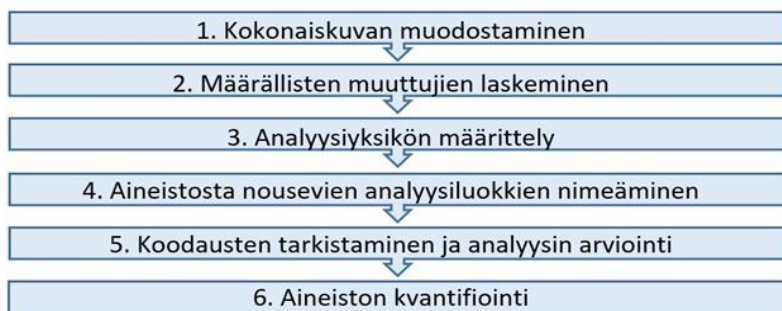 1. Kokonaiskuvan muodostaminen
2. Määrällisten muuttujien laskeminen
3. Analyysiyksikön määrittely
4. Aineistosta nousevien analyysiluokkien nimeäminen
5. Koodausten tarkistaminen ja analyysin arviointi
6. Aineiston kvantifiointi